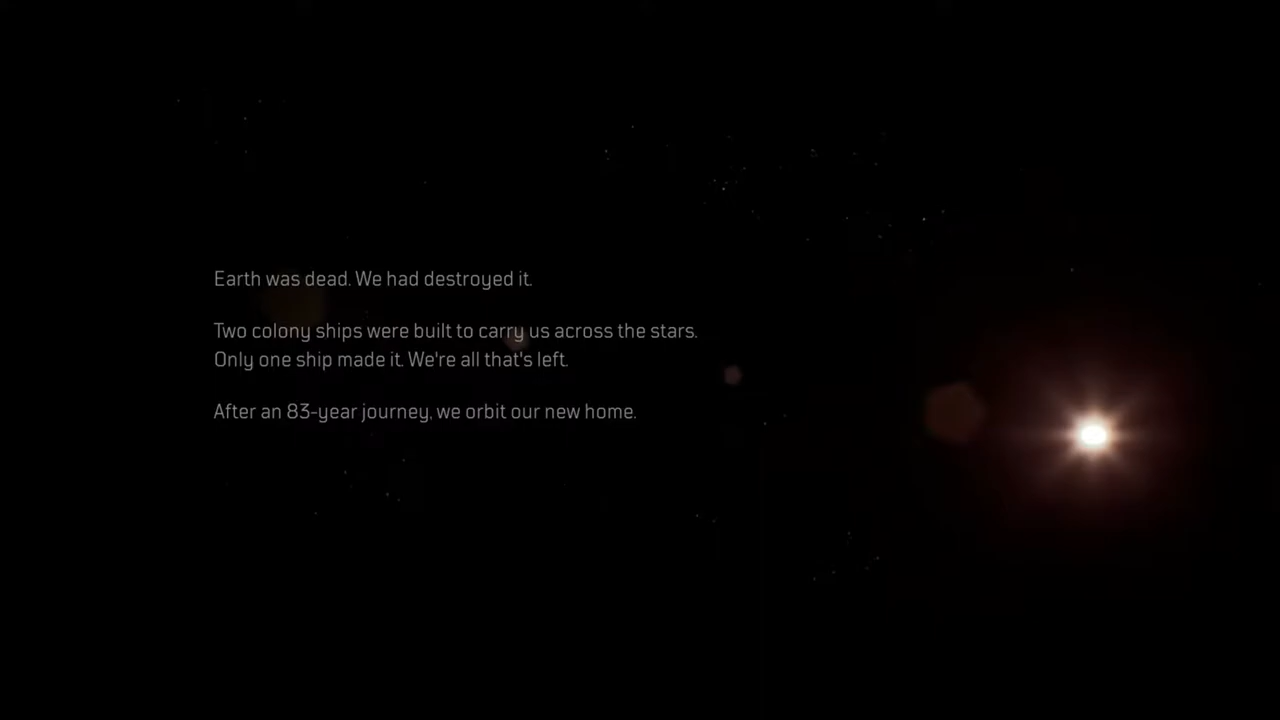 Earth was dead. We had destroyed it.
Two colony ships were built to carry us across the stars.
Only one ship made it. We're all that's left.
After an 83-year journey, we orbit our new home.